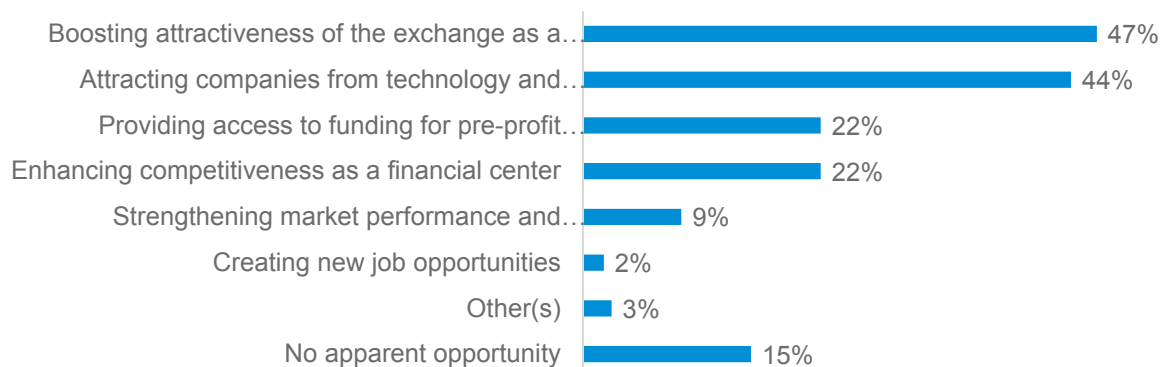 Boosting attractiveness of the exchange as a… 47%
Attracting companies from technology and… 44%
Providing access to funding for pre-profit… 22%
Enhancing competitiveness as a financial center 22%
Strengthening market performance and… 9%
Creating new job opportunities 2%
Other(s) 3%
No apparent opportunity 15%